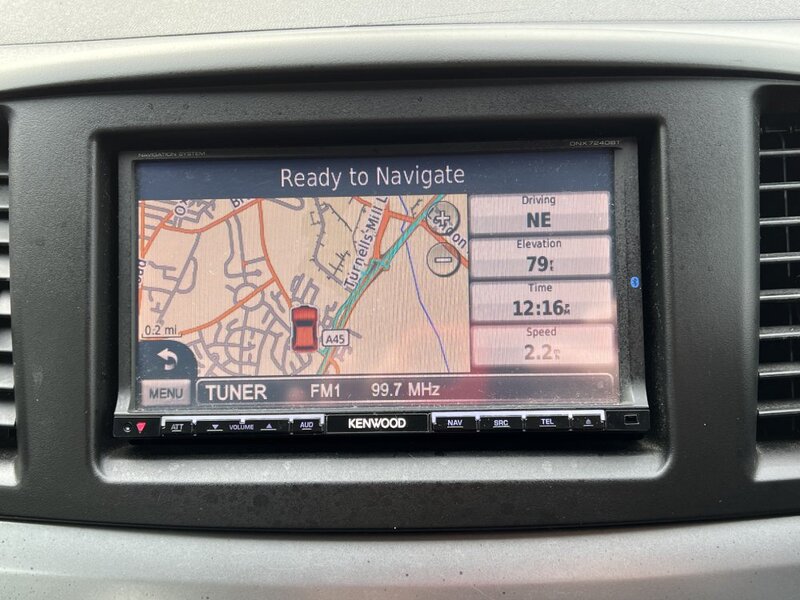 NAVIGATION SYSTEM
DNX7240BT
Ready to Navigate
Driving
NE
Elevation
79
Time
12:16 PM
Speed
2.2
Turnells' Mill L
A45
0.2 mi
MENU
TUNER FM1 99.7 MHz
ATT VOLUME AUD KENWOOD NAV SRC TEL